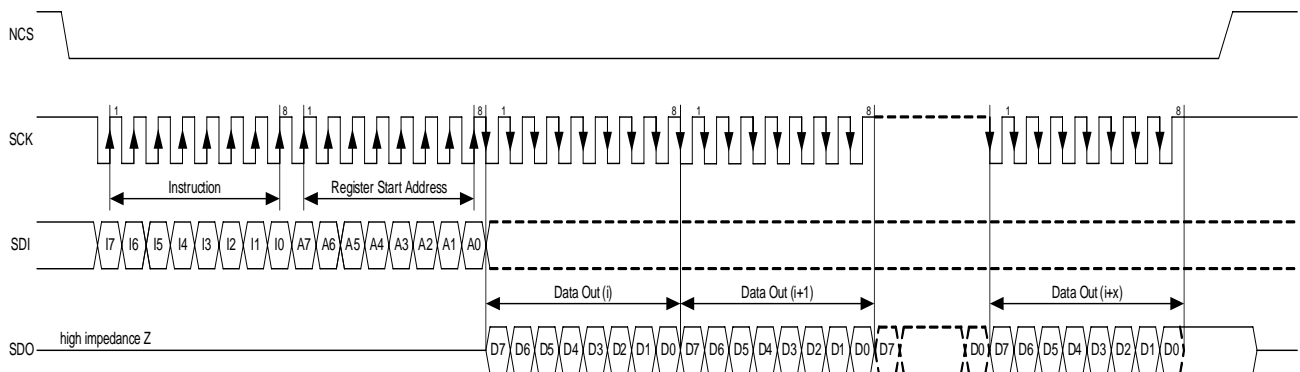 NCS
1 8 1 8 1 8 1 8 1 8
SCK
Instruction Register Start Address
SDI I7 I6 I5 I4 I3 I2 I1 I0 A7 A6 A5 A4 A3 A2 A1 A0
Data Out (i) Data Out (i+1) Data Out (i+x)
high impedance Z
SDO D7 D6 D5 D4 D3 D2 D1 D0 D7 D6 D5 D4 D3 D2 D1 D0 D7 D0 D7 D6 D5 D4 D3 D2 D1 D0